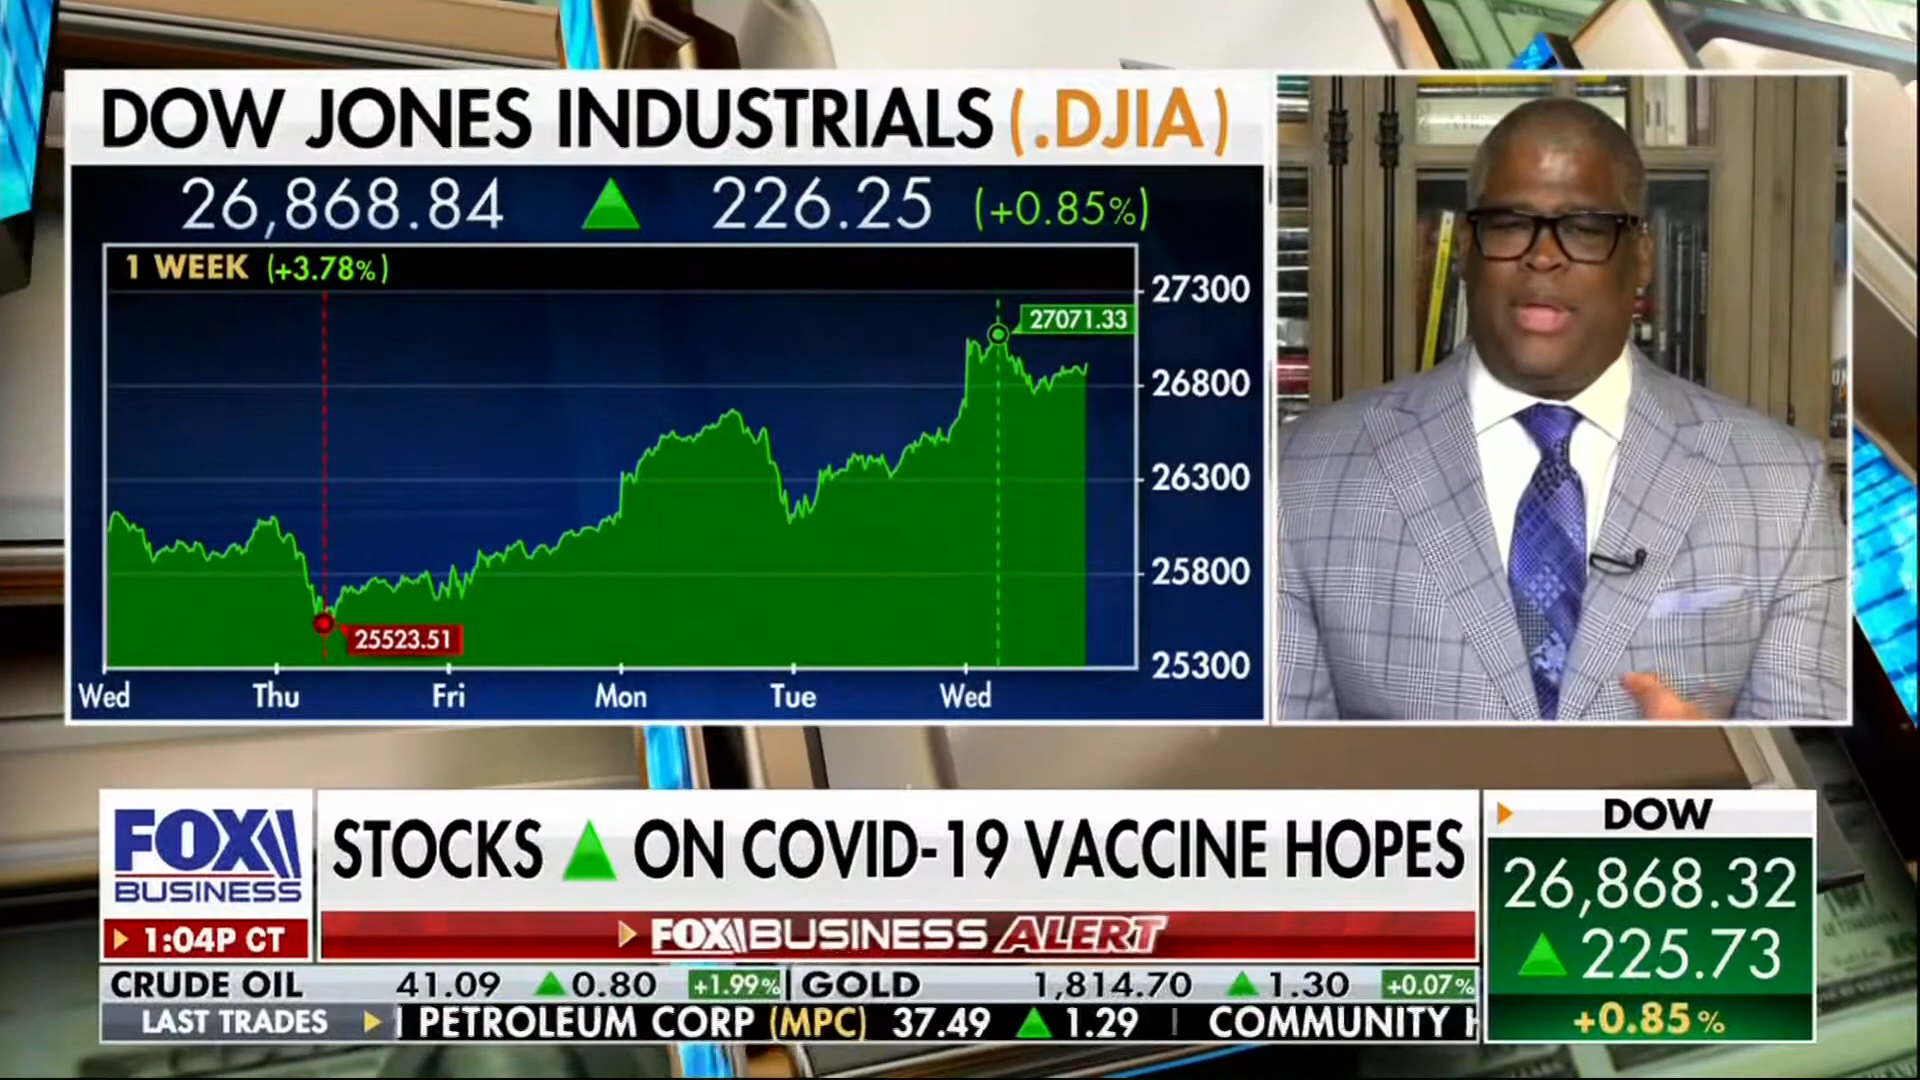 DOW JONES INDUSTRIALS (.DJIA)
26,868.84 ▲ 226.25 (+0.85%)
1 WEEK (+3.78%)
27300
27071.33
26800
26300
25800
25523.51
25300
Wed Thu Fri Mon Tue Wed
FOX BUSINESS
STOCKS ▲ ON COVID-19 VACCINE HOPES
1:04P CT
FOX BUSINESS ALERT
DOW
26,868.32
▲ 225.73
+0.85%
CRUDE OIL 41.09 ▲ 0.80 +1.99% | GOLD 1,814.70 ▲ 1.30 +0.07%
LAST TRADES PETROLEUM CORP (MPC) 37.49 ▲ 1.29 | COMMUNITY